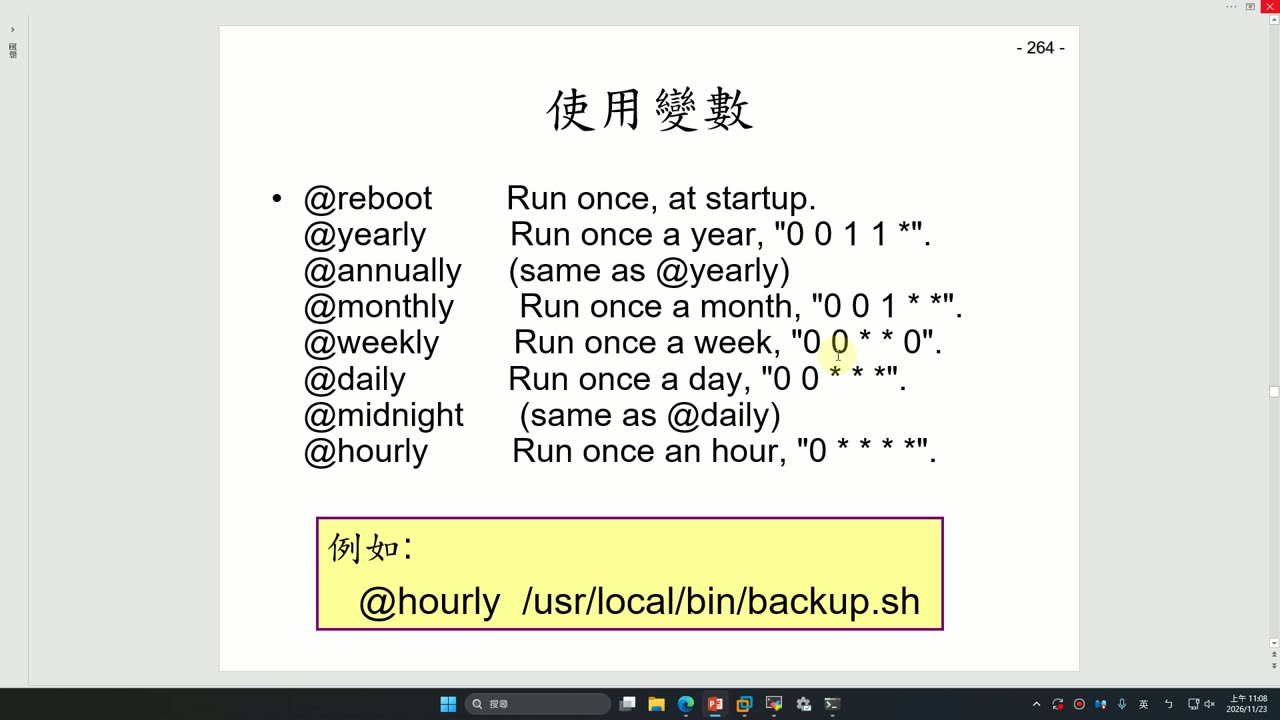 - 264 -
使用變數
• @reboot Run once, at startup.
@yearly Run once a year, "0 0 1 1 *".
@annually (same as @yearly)
@monthly Run once a month, "0 0 1 * *".
@weekly Run once a week, "0 0 * * 0".
@daily Run once a day, "0 0 * * *".
@midnight (same as @daily)
@hourly Run once an hour, "0 * * * *".
例如:
@hourly /usr/local/bin/backup.sh
搜尋
英
ㄅ
上午 11:08
2026/11/23